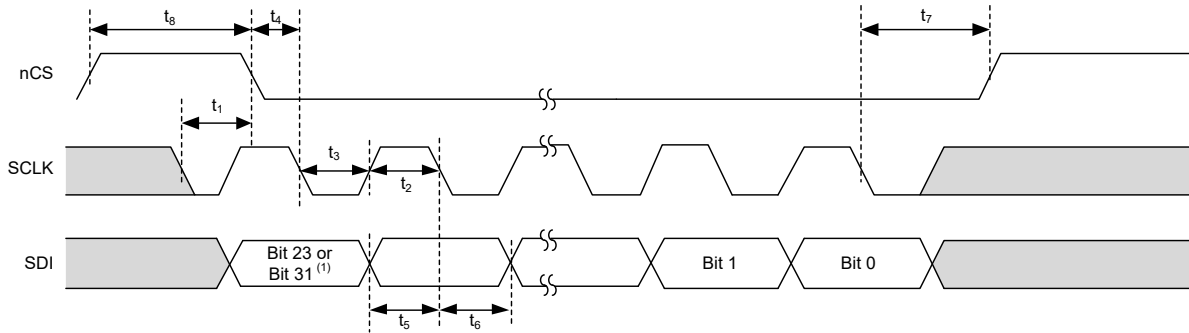 t8
t4
t7
nCS
t1
SCLK
t3
t2
SDI
Bit 23 or
Bit 31 (1)
Bit 1
Bit 0
t5
t6